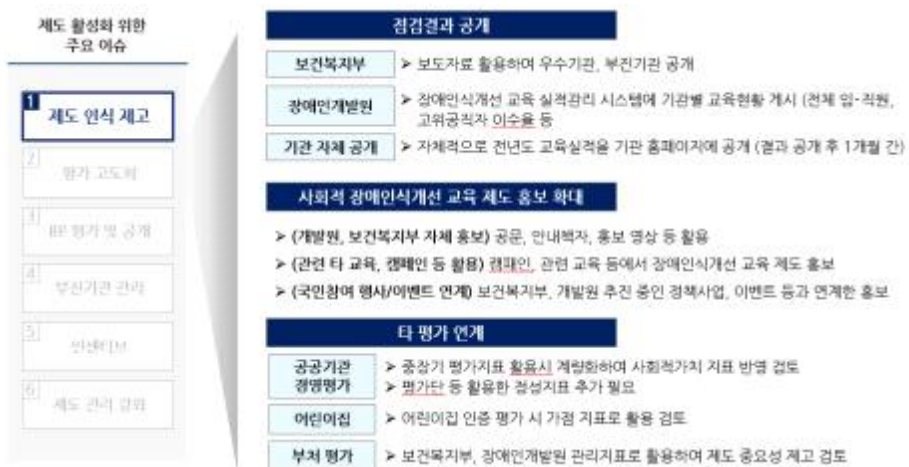 제도 활성화 위한
주요 이슈
1
제도 인식 제고
2
평가 고도화
3
BF 평가 및 공개
4
부진기관 관리
5
인센티브
6
제도 관리 강화
점검결과 공개
보건복지부
➤ 보도자료 활용하여 우수기관, 부진기관 공개
장애인개발원
➤ 장애인식개선 교육 실적관리 시스템에 기관별 교육현황 게시 (전체 임-직원,
고위공직자 이수율 등
기관 자체 공개
➤ 자체적으로 전년도 교육실적을 기관 홈페이지에 공개 (결과 공개 후 1개월 간)
사회적 장애인식개선 교육 제도 홍보 확대
➤ (개발원, 보건복지부 자체 홍보) 공문, 안내책자, 홍보 영상 등 활용
➤ (관련 타 교육, 캠페인 등 활용) 캠패인, 관련 교육 등에서 장애인식개선 교육 제도 홍보
➤ (국민참여 행사/이벤트 연계) 보건복지부, 개발원 추진 중인 정책사업, 이벤트 등과 연계한 홍보
타 평가 연계
공공기관
경영평가
➤ 중장기 평가지표 활용시 계량화하여 사회적가치 지표 반영 검토
➤ 평가단 등 활용한 정성지표 추가 필요
어린이집
➤ 어린이집 인증 평가 시 가점 지표로 활용 검토
부처 평가
➤ 보건복지부, 장애인개발원 관리지표로 활용하여 제도 중요성 제고 검토